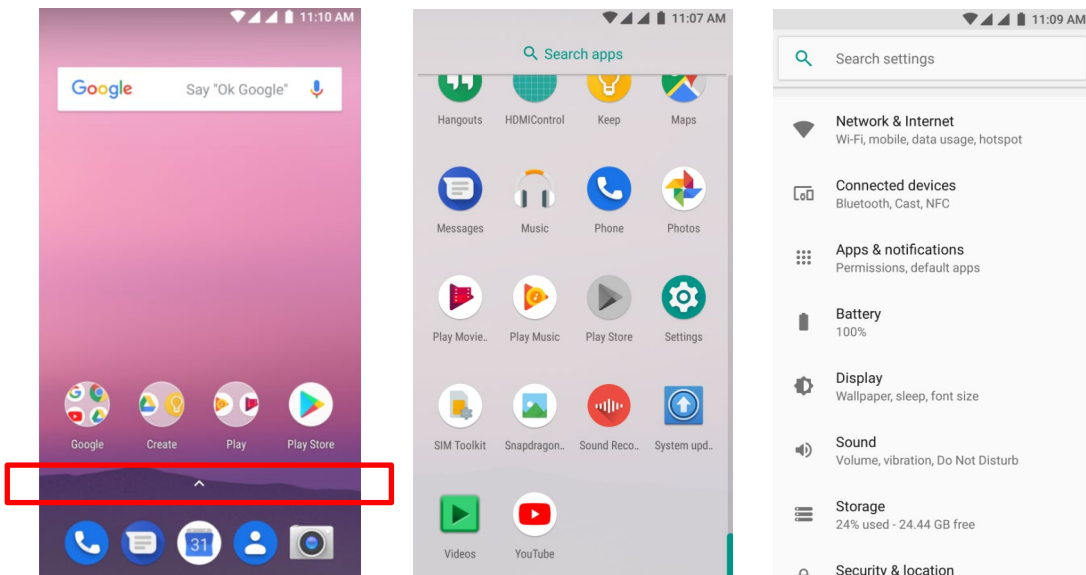 11:10 AM
Google Say "Ok Google"
Google Create Play Play Store
31
11:07 AM
Search apps
Hangouts HDMIControl Keep Maps
Messages Music Phone Photos
Play Movie.. Play Music Play Store Settings
SIM Toolkit Snapdragon.. Sound Reco.. System upd..
Videos YouTube
11:09 AM
Search settings
Network & Internet
Wi-Fi, mobile, data usage, hotspot
Connected devices
Bluetooth, Cast, NFC
Apps & notifications
Permissions, default apps
Battery
100%
Display
Wallpaper, sleep, font size
Sound
Volume, vibration, Do Not Disturb
Storage
24% used - 24.44 GB free
Security & location